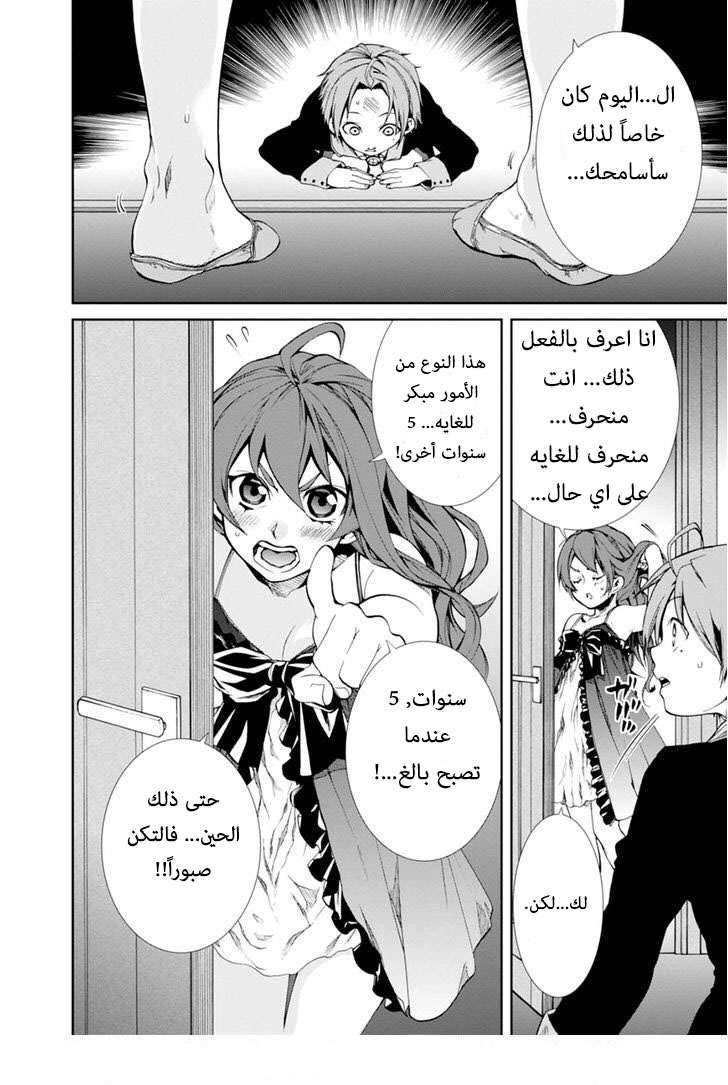 ال...اليوم كان
خاصاً لذلك
سأسامحك...
انا اعرف بالفعل
ذلك... انت
منحرف...
منحرف للغايه
على اي حال...
لك...لكن.
هذا النوع من
الأمور مبكر
للغايه... 5
سنوات أخرى!
5 ,سنوات
عندما
تصبح بالغ...!
حتى ذلك
الحين... فالتكن
صبوراً!!